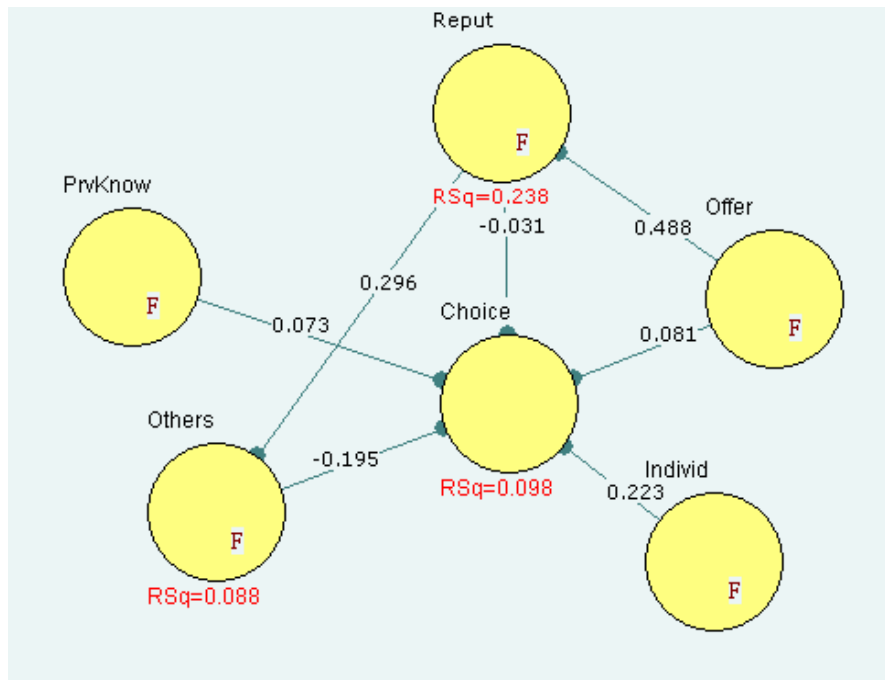 Reput
F
RSq=0.238
-0.031
PrvKnow
F
Offer
F
0.488
0.296
Choice
0.073
0.081
Others
F
-0.195
RSq=0.098
Individ
0.223
F
RSq=0.088